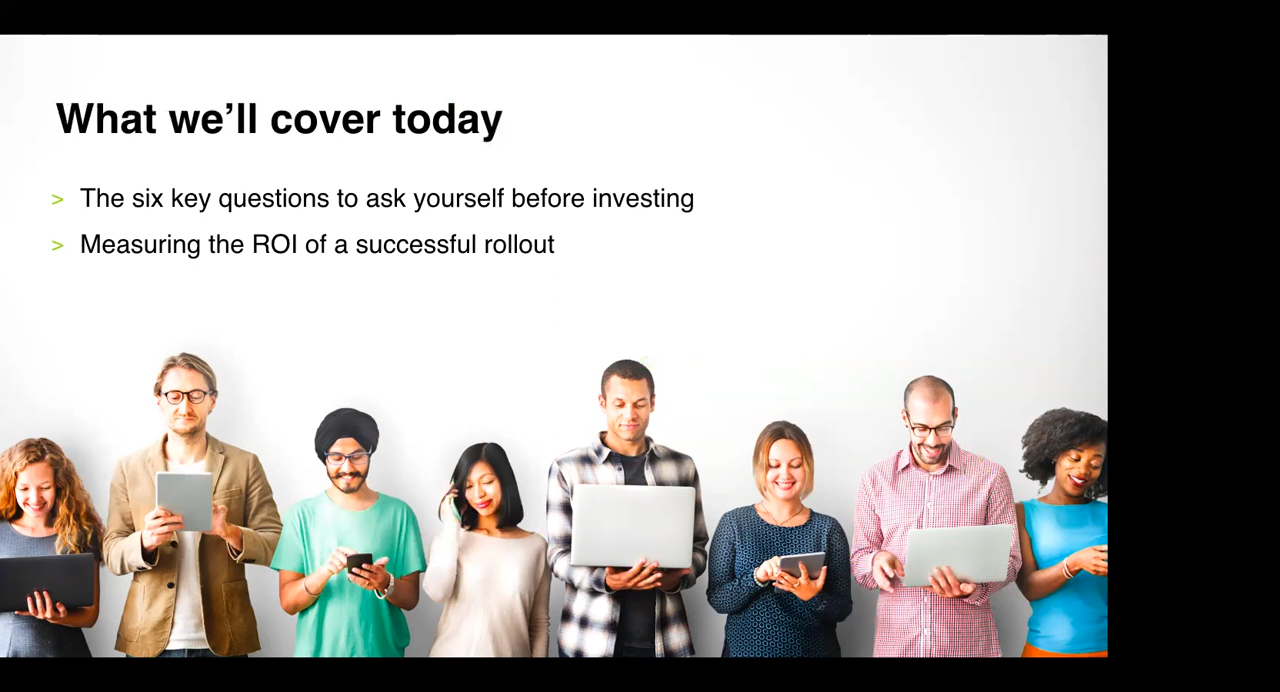 What we’ll cover today
> The six key questions to ask yourself before investing
> Measuring the ROI of a successful rollout